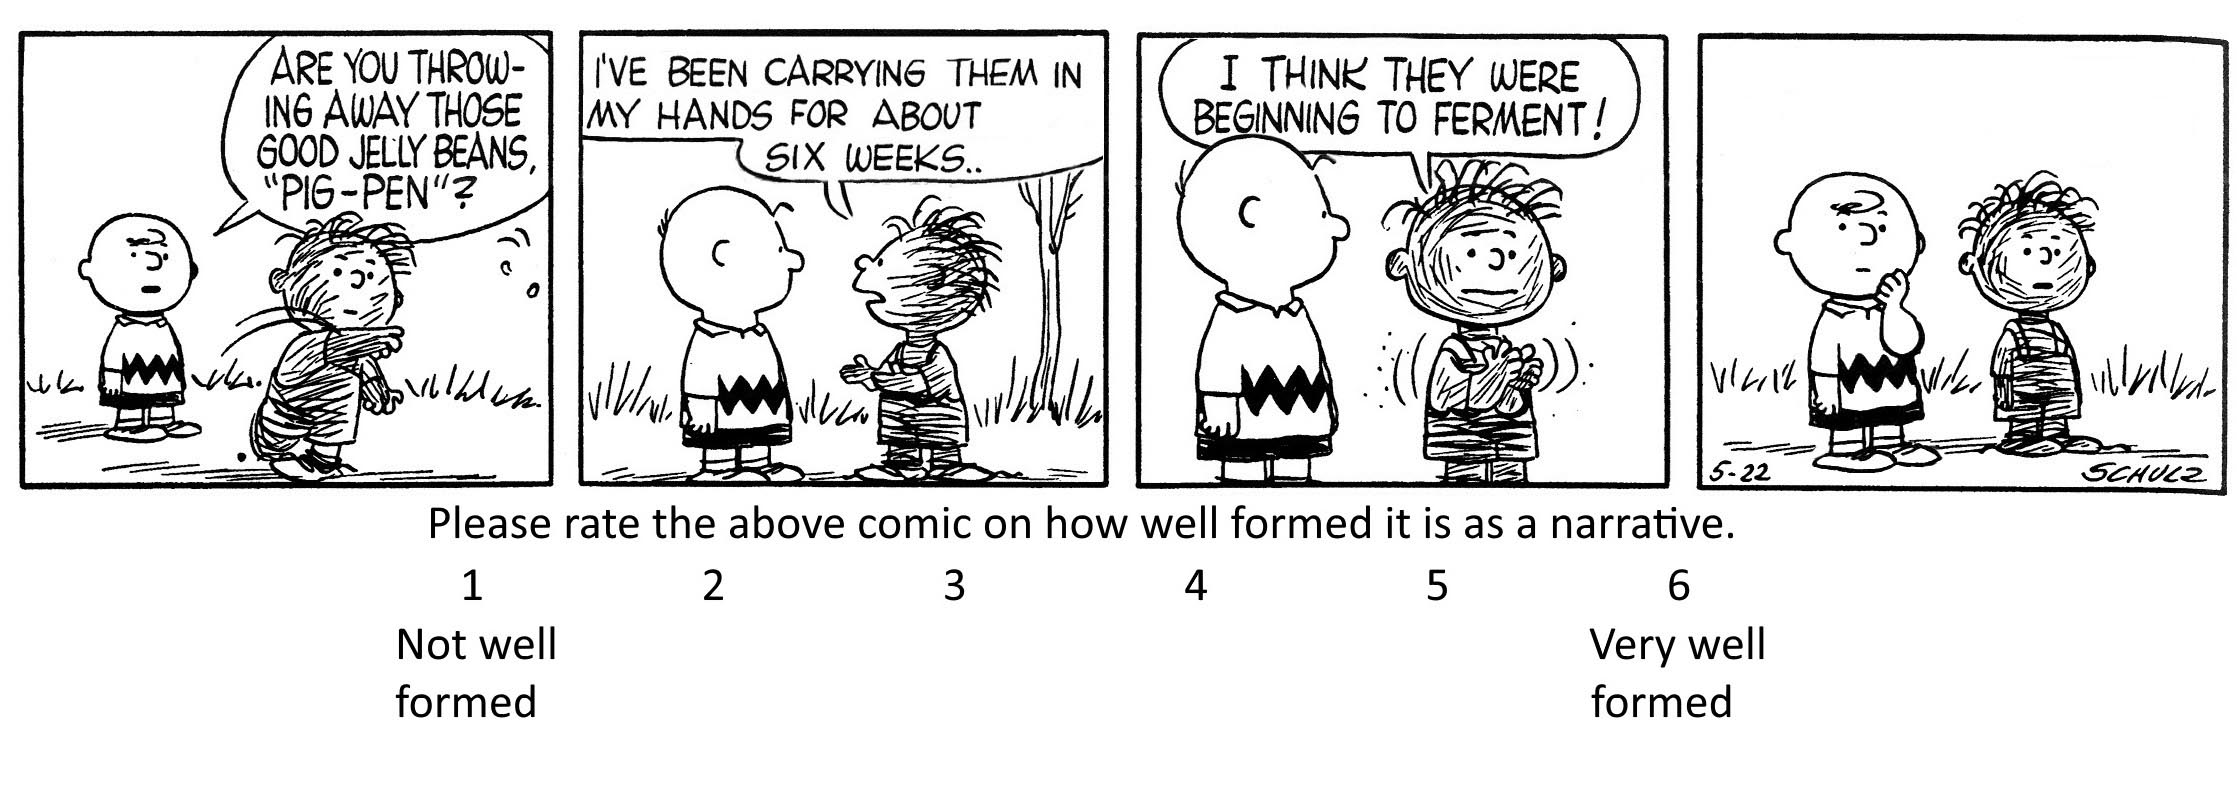 ARE YOU THROW-
ING AWAY THOSE
GOOD JELLY BEANS,
"PIG-PEN"?
I'VE BEEN CARRYING THEM IN
MY HANDS FOR ABOUT
SIX WEEKS..
I THINK THEY WERE
BEGINNING TO FERMENT!
5-22
SCHULZ
Please rate the above comic on how well formed it is as a narrative.
1 2 3 4 5 6
Not well
formed
Very well
formed